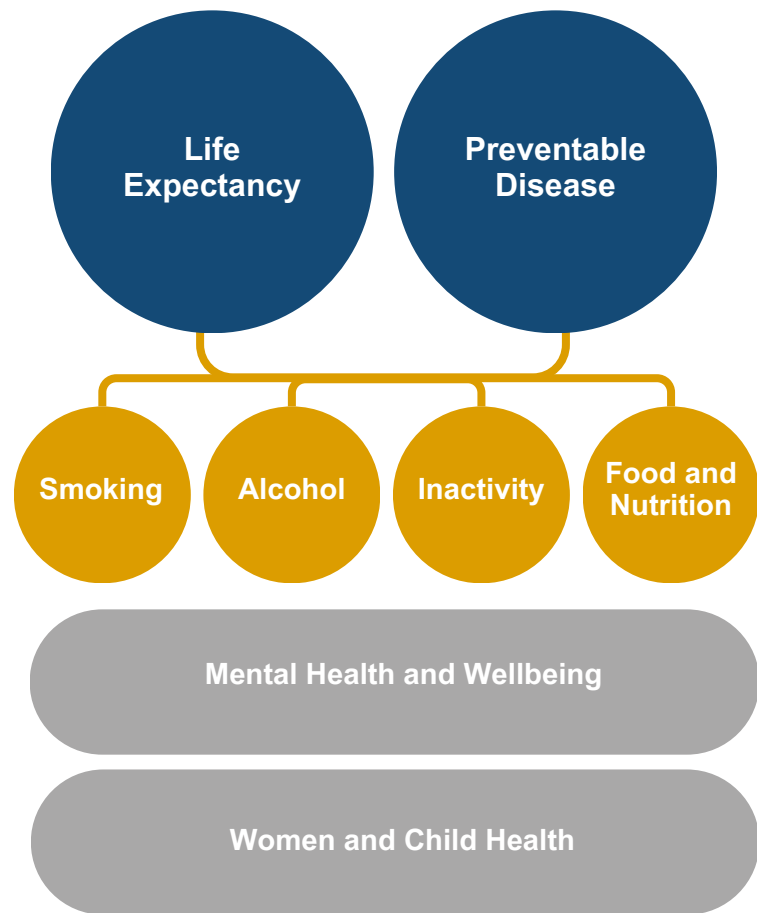 Life
Expectancy
Preventable
Disease
Smoking
Alcohol
Inactivity
Food and
Nutrition
Mental Health and Wellbeing
Women and Child Health